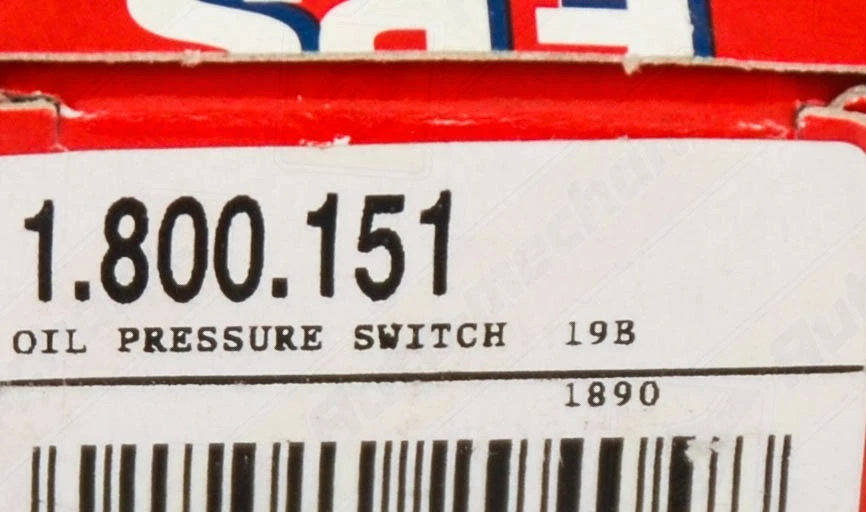 1.800.151
OIL PRESSURE SWITCH 19B
1890